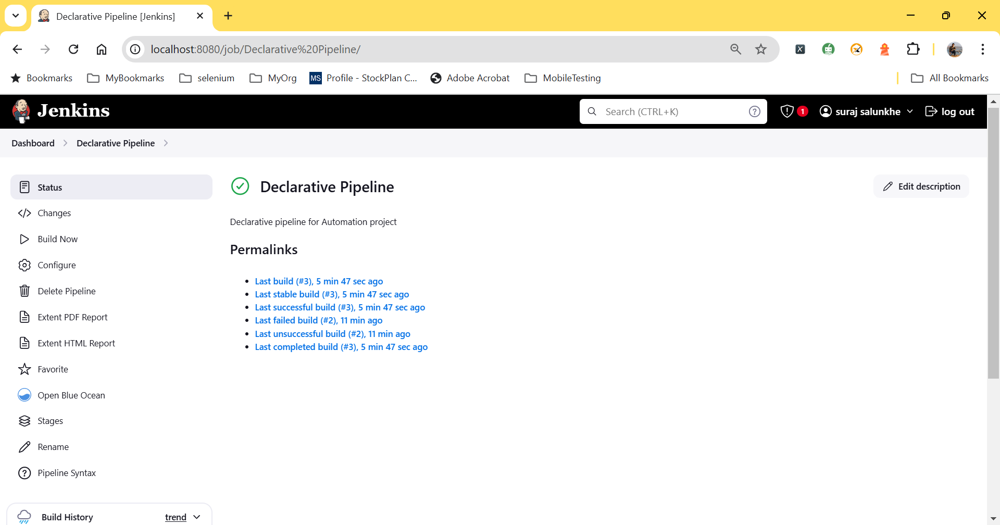 Declarative Pipeline [Jenkins]
localhost:8080/job/Declarative%20Pipeline/
Bookmarks MyBookmarks selenium MyOrg MS Profile - StockPlan C... Adobe Acrobat MobileTesting All Bookmarks
Jenkins Search (CTRL+K) ? 1 suraj salunkhe log out
Dashboard Declarative Pipeline
Status
Changes
Build Now
Configure
Delete Pipeline
Extent PDF Report
Extent HTML Report
Favorite
Open Blue Ocean
Stages
Rename
Pipeline Syntax
Build History trend
Declarative Pipeline
Edit description
Declarative pipeline for Automation project
Permalinks
Last build (#3), 5 min 47 sec ago
Last stable build (#3), 5 min 47 sec ago
Last successful build (#3), 5 min 47 sec ago
Last failed build (#2), 11 min ago
Last unsuccessful build (#2), 11 min ago
Last completed build (#3), 5 min 47 sec ago